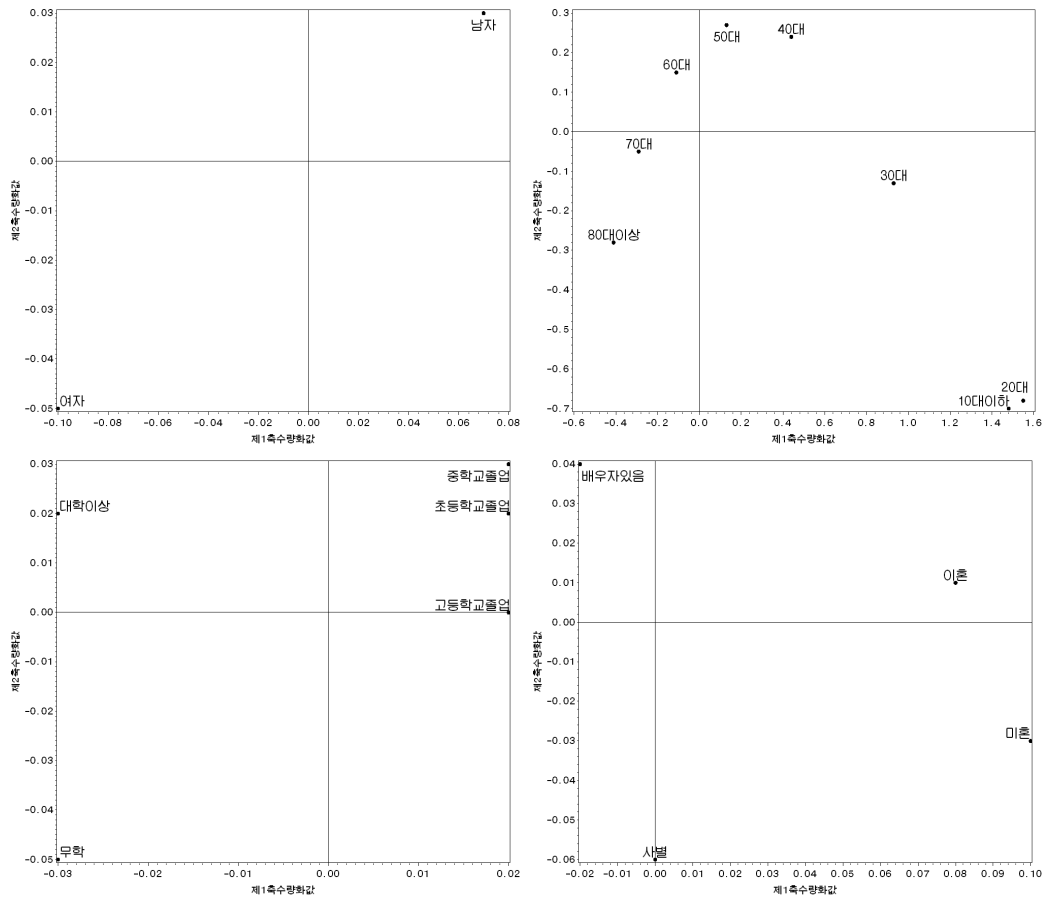 0.03
남자
0.02
0.01
0.00
-0.01
-0.02
-0.03
-0.04
-0.05
여자
제2축수량화값
-0.10 -0.08 -0.06 -0.04 -0.02 0.00 0.02 0.04 0.06 0.08
제1축수량화값
0.3
50대
40대
0.2
60대
0.1
0.0
70대
-0.1
30대
-0.2
80대이상
-0.3
-0.4
-0.5
-0.6
20대
10대이하
-0.7
제2축수량화값
-0.6 -0.4 -0.2 0.0 0.2 0.4 0.6 0.8 1.0 1.2 1.4 1.6
제1축수량화값
0.03
중학교졸업
대학이상
초등학교졸업
0.02
0.01
고등학교졸업
0.00
-0.01
-0.02
-0.03
-0.04
무학
-0.05
제2축수량화값
-0.03 -0.02 -0.01 0.00 0.01 0.02
제1축수량화값
0.04
배우자있음
0.03
0.02
이혼
0.01
0.00
-0.01
-0.02
미혼
-0.03
-0.04
-0.05
사별
-0.06
제2축수량화값
-0.02 -0.01 0.00 0.01 0.02 0.03 0.04 0.05 0.06 0.07 0.08 0.09 0.10
제1축수량화값